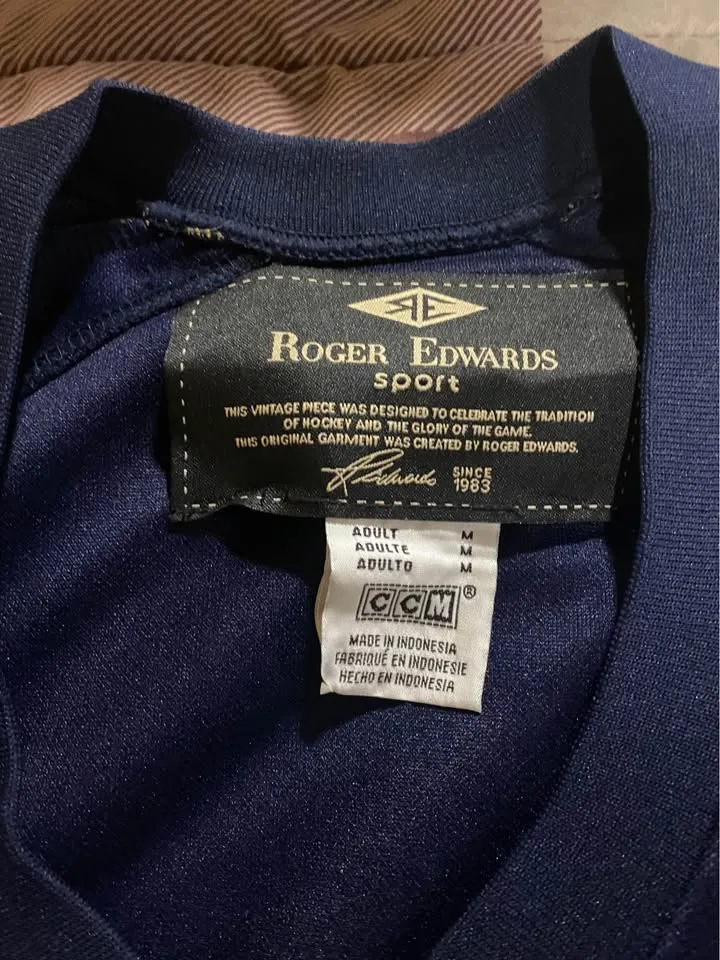 RE
ROGER EDWARDS
sport
THIS VINTAGE PIECE WAS DESIGNED TO CELEBRATE THE TRADITION
OF HOCKEY AND THE GLORY OF THE GAME.
THIS ORIGINAL GARMENT WAS CREATED BY ROGER EDWARDS.
REdwards SINCE
1983
ADULT M
ADULTE M
ADULTO M
CCM®
MADE IN INDONESIA
FABRIQUÉ EN INDONESIE
HECHO EN INDONESIA